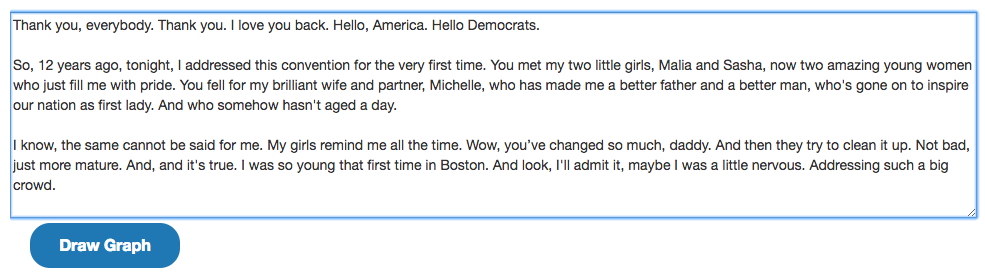 Thank you, everybody. Thank you. I love you back. Hello, America. Hello Democrats.
So, 12 years ago, tonight, I addressed this convention for the very first time. You met my two little girls, Malia and Sasha, now two amazing young women
who just fill me with pride. You fell for my brilliant wife and partner, Michelle, who has made me a better father and a better man, who's gone on to inspire
our nation as first lady. And who somehow hasn't aged a day.
I know, the same cannot be said for me. My girls remind me all the time. Wow, you’ve changed so much, daddy. And then they try to clean it up. Not bad,
just more mature. And, and it's true. I was so young that first time in Boston. And look, I'll admit it, maybe I was a little nervous. Addressing such a big
crowd.
Draw Graph